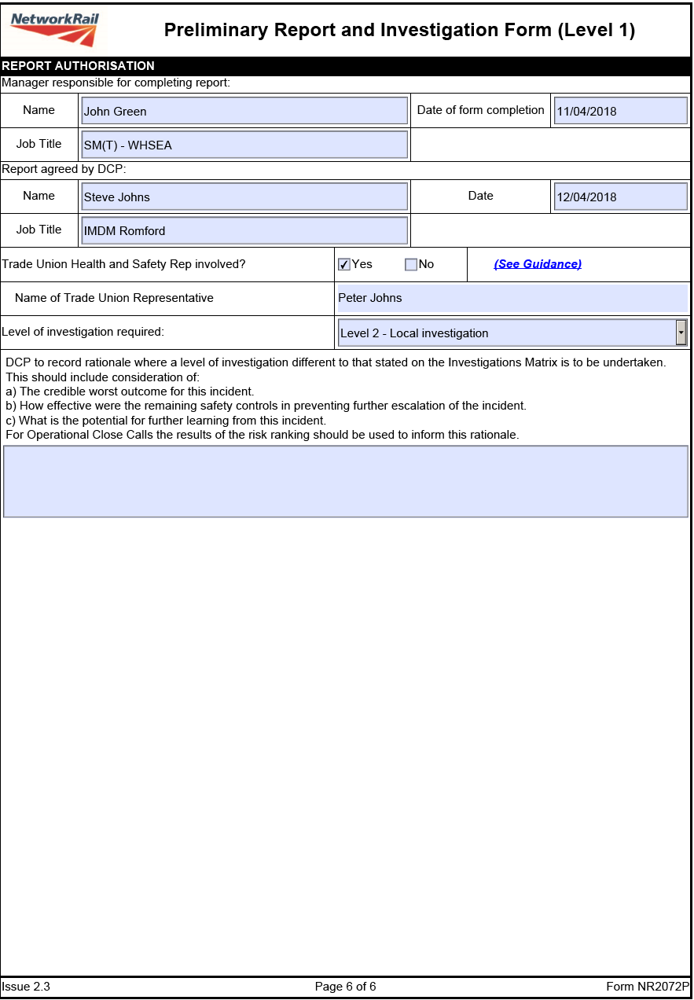 NetworkRail
Preliminary Report and Investigation Form (Level 1)
REPORT AUTHORISATION
Manager responsible for completing report:
Name John Green Date of form completion 11/04/2018
Job Title SM(T) - WHSEA
Report agreed by DCP:
Name Steve Johns Date 12/04/2018
Job Title IMDM Romford
Trade Union Health and Safety Rep involved? Yes No (See Guidance)
Name of Trade Union Representative Peter Johns
Level of investigation required: Level 2 - Local investigation
DCP to record rationale where a level of investigation different to that stated on the Investigations Matrix is to be undertaken.
This should include consideration of:
a) The credible worst outcome for this incident.
b) How effective were the remaining safety controls in preventing further escalation of the incident.
c) What is the potential for further learning from this incident.
For Operational Close Calls the results of the risk ranking should be used to inform this rationale.
Issue 2.3 Page 6 of 6 Form NR2072P